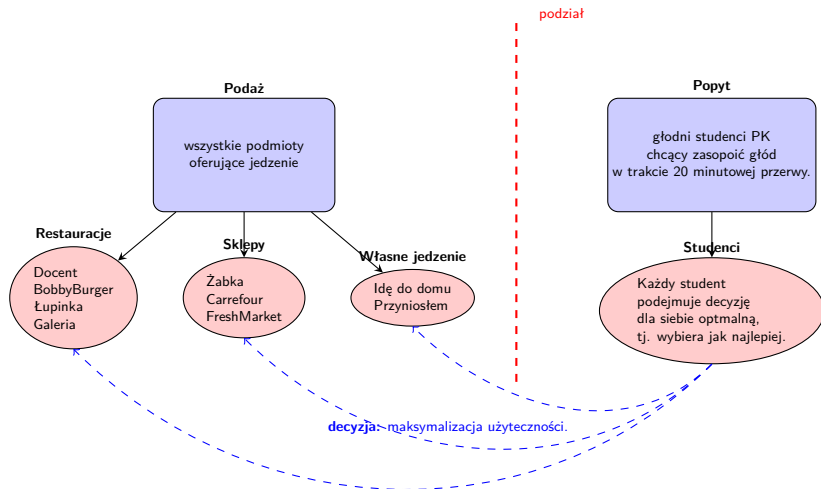 podział
Podaż
wszystkie podmioty
oferujące jedzenie
Popyt
głodni studenci PK
chcący zasopoić głód
w trakcie 20 minutowej przerwy.
Restauracje
Docent
BobbyBurger
Łupinka
Galeria
Sklepy
Żabka
Carrefour
FreshMarket
Własne jedzenie
Idę do domu
Przyniosłem
Studenci
Każdy student
podejmuje decyzję
dla siebie optmalną,
tj. wybiera jak najlepiej.
decyzja: maksymalizacja użyteczności.